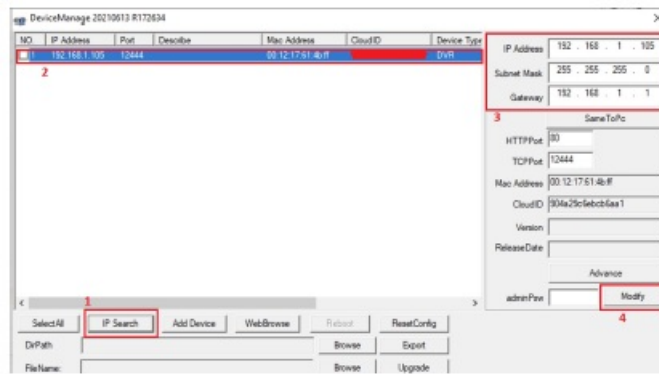 DeviceManage 20210613 R172634
NO. IP Address Port Describe Mac Address CloudID Device Type
1 192.168.1.105 12444 00:12:17:61:4b:ff DVR
2
IP Address 192 . 168 . 1 . 105
Subnet Mask 255 . 255 . 255 . 0
Gateway 192 . 168 . 1 . 1
3
SameToPc
HTTPPort 80
TCPPort 12444
Mac Address 00:12:17:61:4b:ff
CloudID
Version
ReleaseDate
Advance
adminPsw Modify
4
1
SelectAll IP Search Add Device WebBrowse Reboot ResetConfig
DirPath Browse Export
FileName: Browse Upgrade